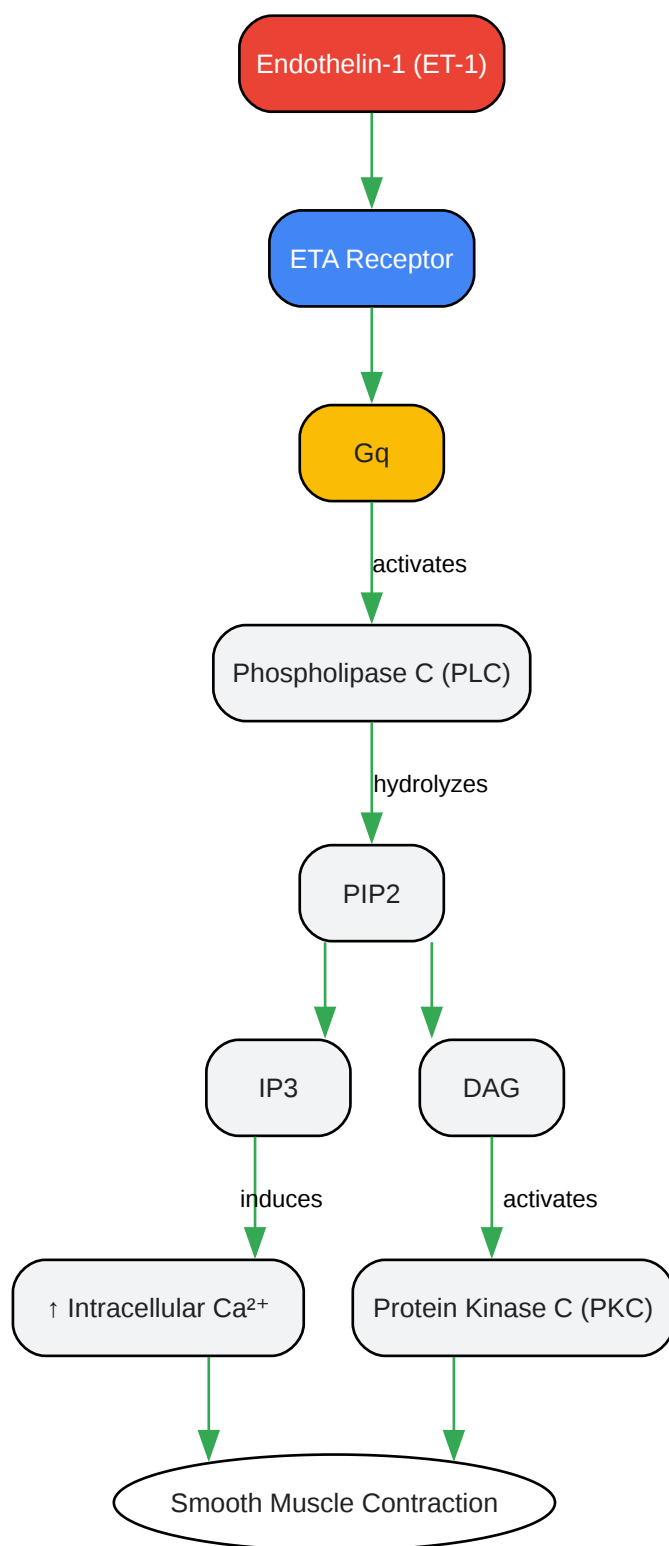 Endothelin-1 (ET-1)
ETA Receptor
Gq
activates
Phospholipase C (PLC)
hydrolyzes
PIP2
IP3
DAG
induces
activates
↑ Intracellular Ca²⁺
Protein Kinase C (PKC)
Smooth Muscle Contraction